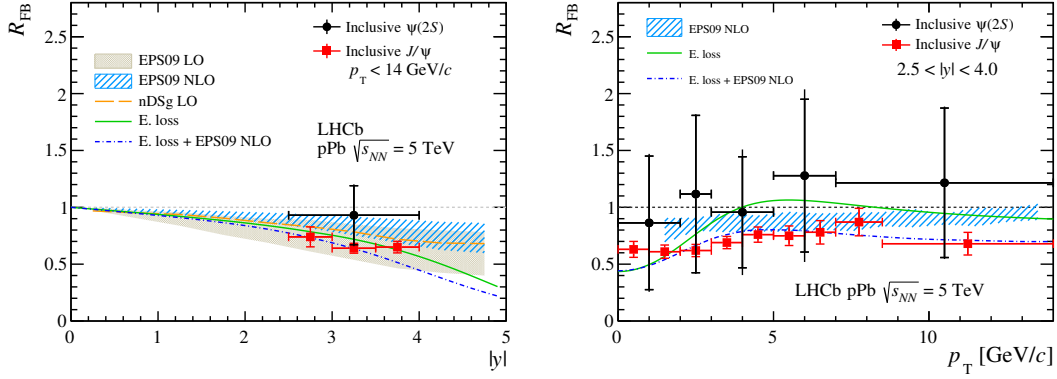 R_FB
2.5
2
1.5
1
0.5
0
0 1 2 3 4 5
|y|
EPS09 LO
EPS09 NLO
nDSg LO
E. loss
E. loss + EPS09 NLO
Inclusive ψ(2S)
Inclusive J/ψ
p_T < 14 GeV/c
LHCb
pPb √s_NN = 5 TeV
R_FB
2.5
2
1.5
1
0.5
0
0 5 10
p_T [GeV/c]
EPS09 NLO
E. loss
E. loss + EPS09 NLO
Inclusive ψ(2S)
Inclusive J/ψ
2.5 < |y| < 4.0
LHCb pPb √s_NN = 5 TeV